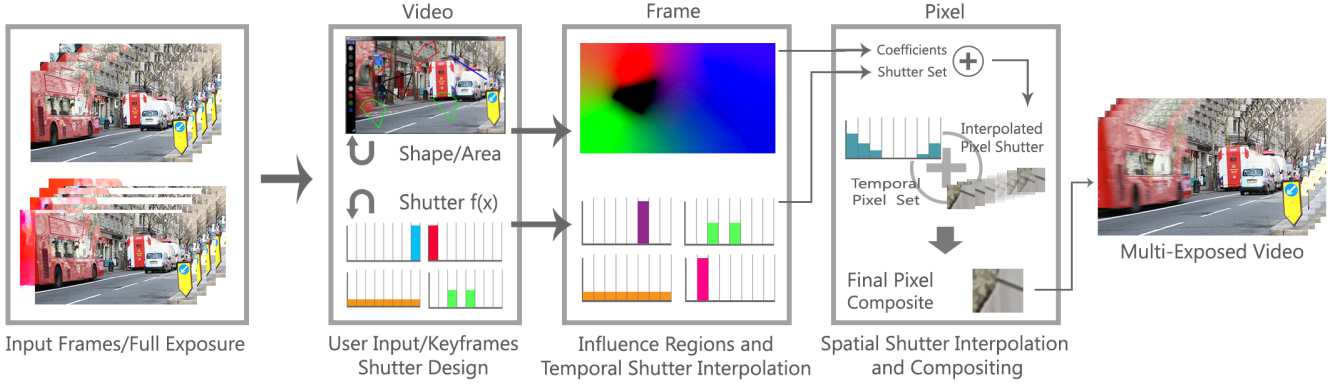 Video
Frame
Pixel
Shape/Area
Shutter f(x)
Coefficients
Shutter Set
Interpolated
Pixel Shutter
Temporal
Pixel Set
Final Pixel
Composite
Multi-Exposed Video
Input Frames/Full Exposure
User Input/Keyframes
Shutter Design
Influence Regions and
Temporal Shutter Interpolation
Spatial Shutter Interpolation
and Compositing